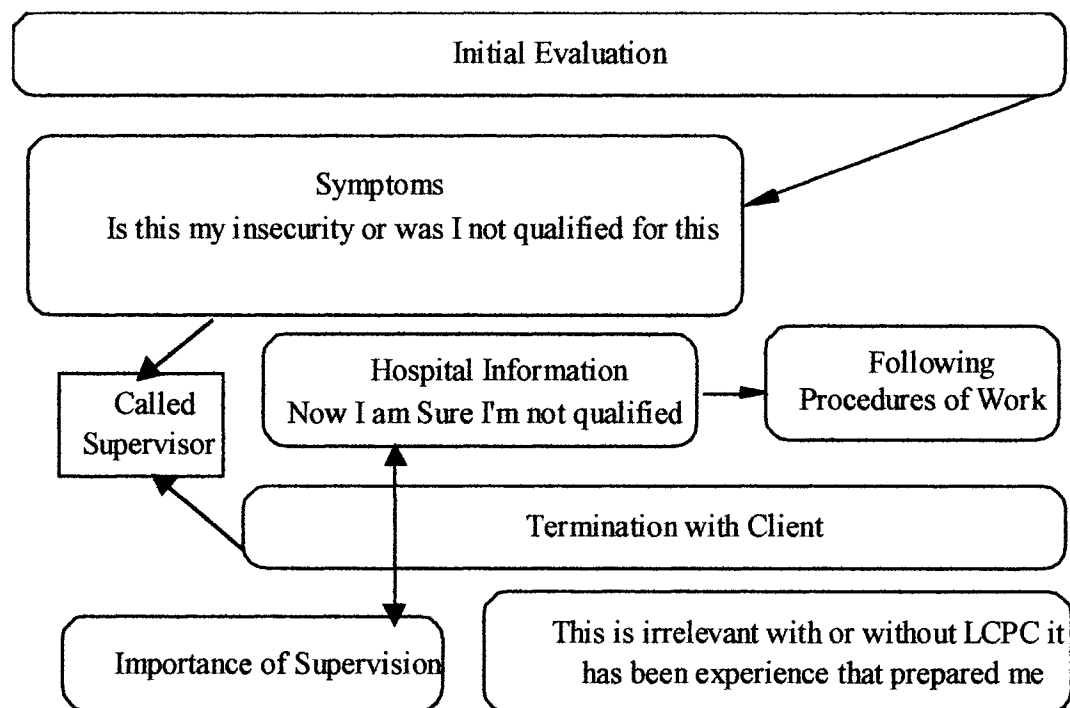 Initial Evaluation
Symptoms
Is this my insecurity or was I not qualified for this
Called
Supervisor
Hospital Information
Now I am Sure I'm not qualified
Following
Procedures of Work
Termination with Client
Importance of Supervision
This is irrelevant with or without LCPC it
has been experience that prepared me